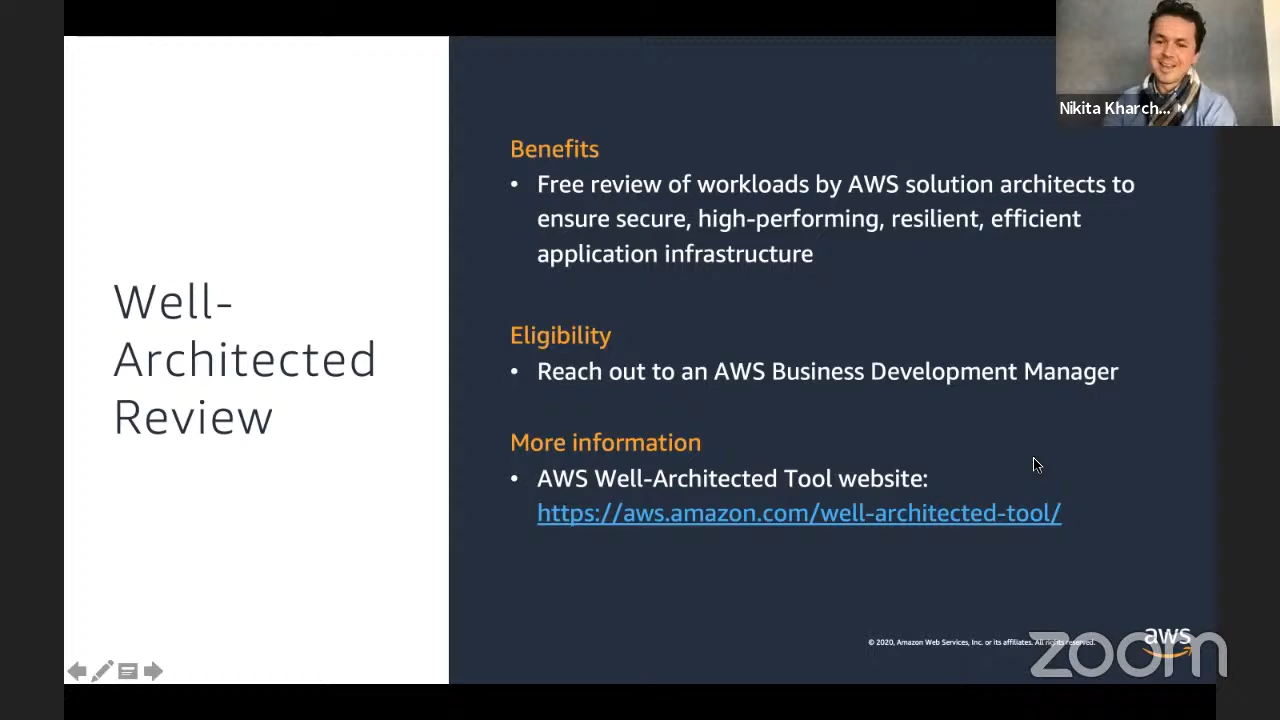 Nikita Kharch...
Well-
Architected
Review
Benefits
• Free review of workloads by AWS solution architects to
ensure secure, high-performing, resilient, efficient
application infrastructure
Eligibility
• Reach out to an AWS Business Development Manager
More information
• AWS Well-Architected Tool website:
https://aws.amazon.com/well-architected-tool/
© 2020, Amazon Web Services, Inc. or its affiliates. All rights reserved.
aws
zoom